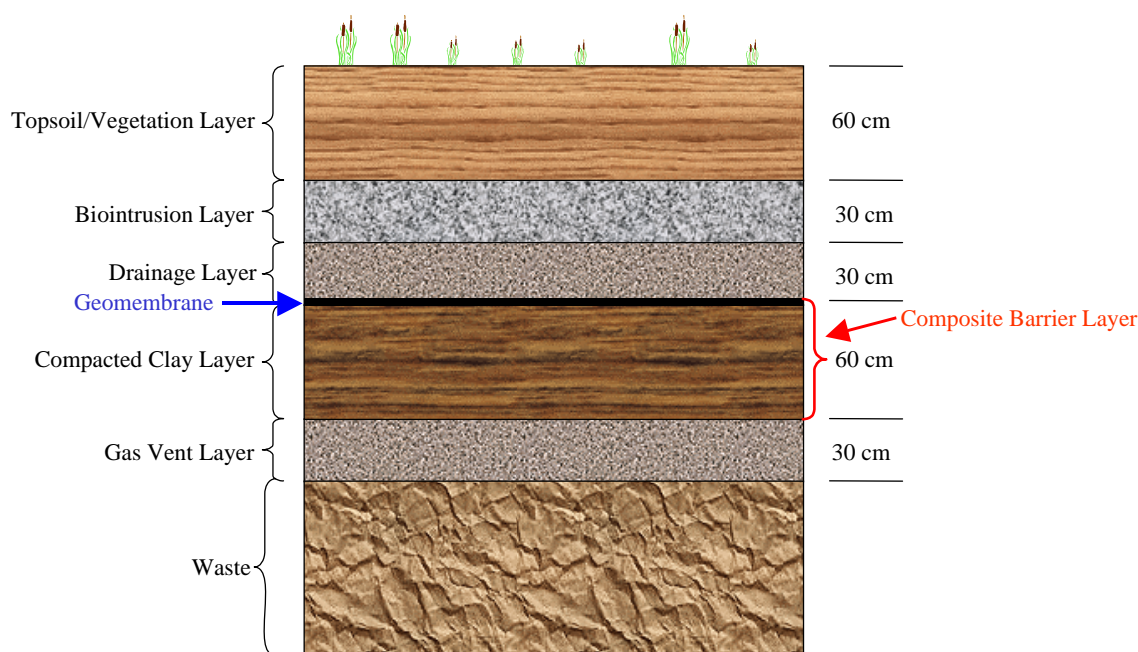 Topsoil/Vegetation Layer
60 cm
Biointrusion Layer
30 cm
Drainage Layer
30 cm
Geomembrane
Composite Barrier Layer
Compacted Clay Layer
60 cm
Gas Vent Layer
30 cm
Waste